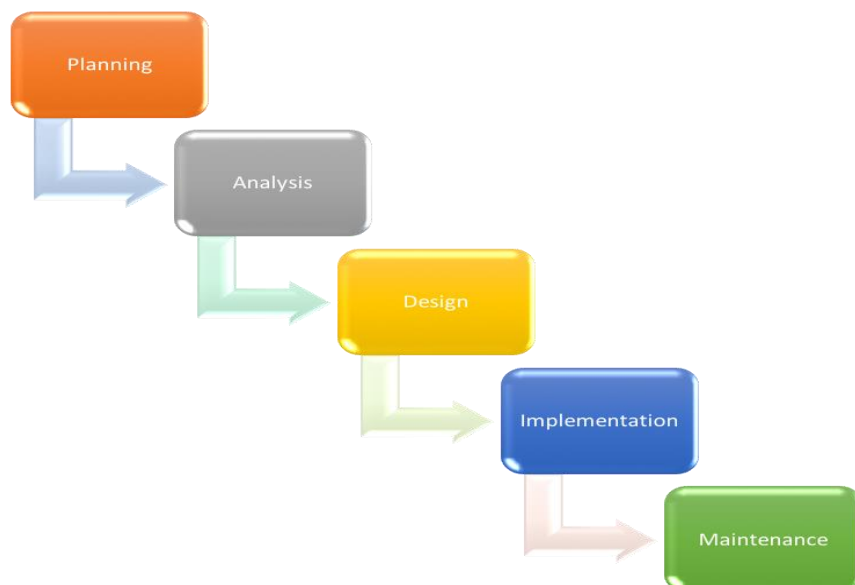 Planning
Analysis
Design
Implementation
Maintenance